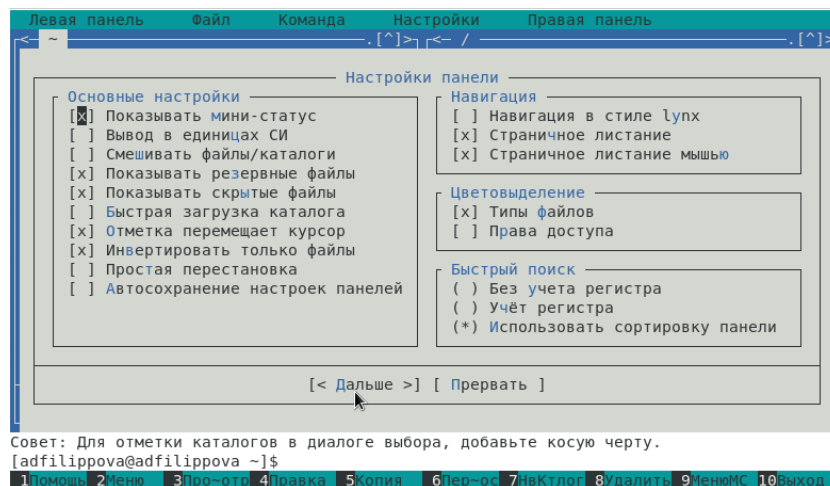 Левая панель Файл Команда Настройки Правая панель
<─ ~ .[^]> <─ / .[^]>
Настройки панели
Основные настройки
[x] Показывать мини-статус
[ ] Вывод в единицах СИ
[ ] Смешивать файлы/каталоги
[x] Показывать резервные файлы
[x] Показывать скрытые файлы
[ ] Быстрая загрузка каталога
[x] Отметка перемещает курсор
[x] Инвертировать только файлы
[ ] Простая перестановка
[ ] Автосохранение настроек панелей
Навигация
[ ] Навигация в стиле lynx
[x] Страничное листание
[x] Страничное листание мышью
Цветовыделение
[x] Типы файлов
[ ] Права доступа
Быстрый поиск
( ) Без учета регистра
( ) Учёт регистра
(*) Использовать сортировку панели
[< Дальше >] [ Прервать ]
Совет: Для отметки каталогов в диалоге выбора, добавьте косую черту.
[adfilippova@adfilippova ~]$
1Помощь 2Меню 3Про~отр 4Правка 5Копия 6Пер~ос 7НвКтлог 8Удалить 9МенюMC 10Выход